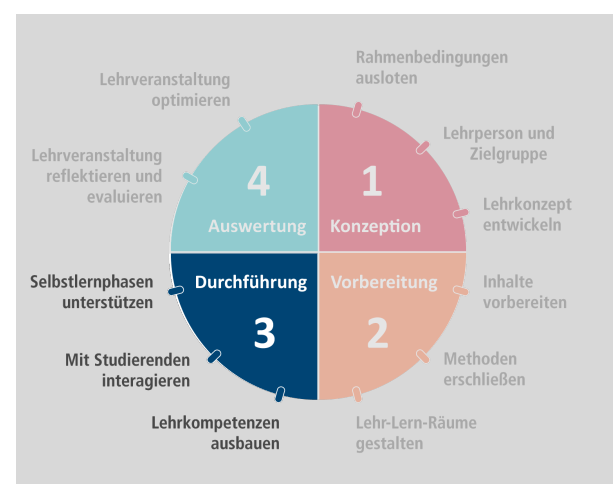 Rahmenbedingungen
ausloten
Lehrperson und
Zielgruppe
Lehrkonzept
entwickeln
1
Konzeption
Inhalte
vorbereiten
Methoden
erschließen
Lehr-Lern-Räume
gestalten
Vorbereitung
2
Durchführung
3
Lehrkompetenzen
ausbauen
Mit Studierenden
interagieren
Selbstlernphasen
unterstützen
4
Auswertung
Lehrveranstaltung
reflektieren und
evaluieren
Lehrveranstaltung
optimieren